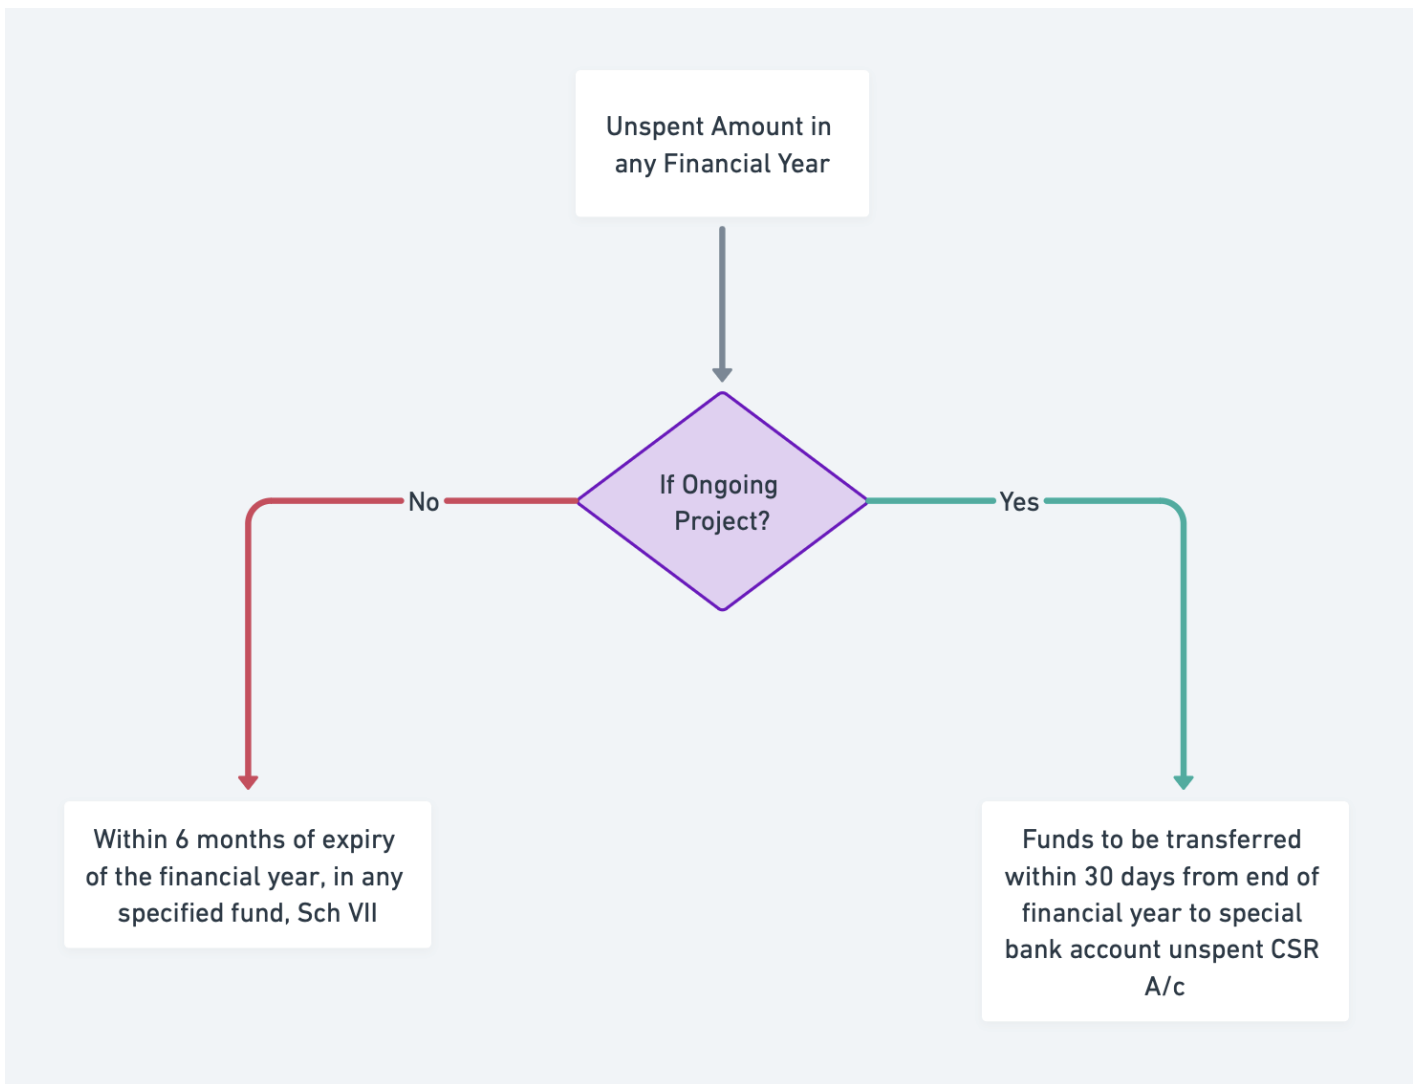 Unspent Amount in
any Financial Year
If Ongoing
Project?
No
Yes
Within 6 months of expiry
of the financial year, in any
specified fund, Sch VII
Funds to be transferred
within 30 days from end of
financial year to special
bank account unspent CSR
A/c